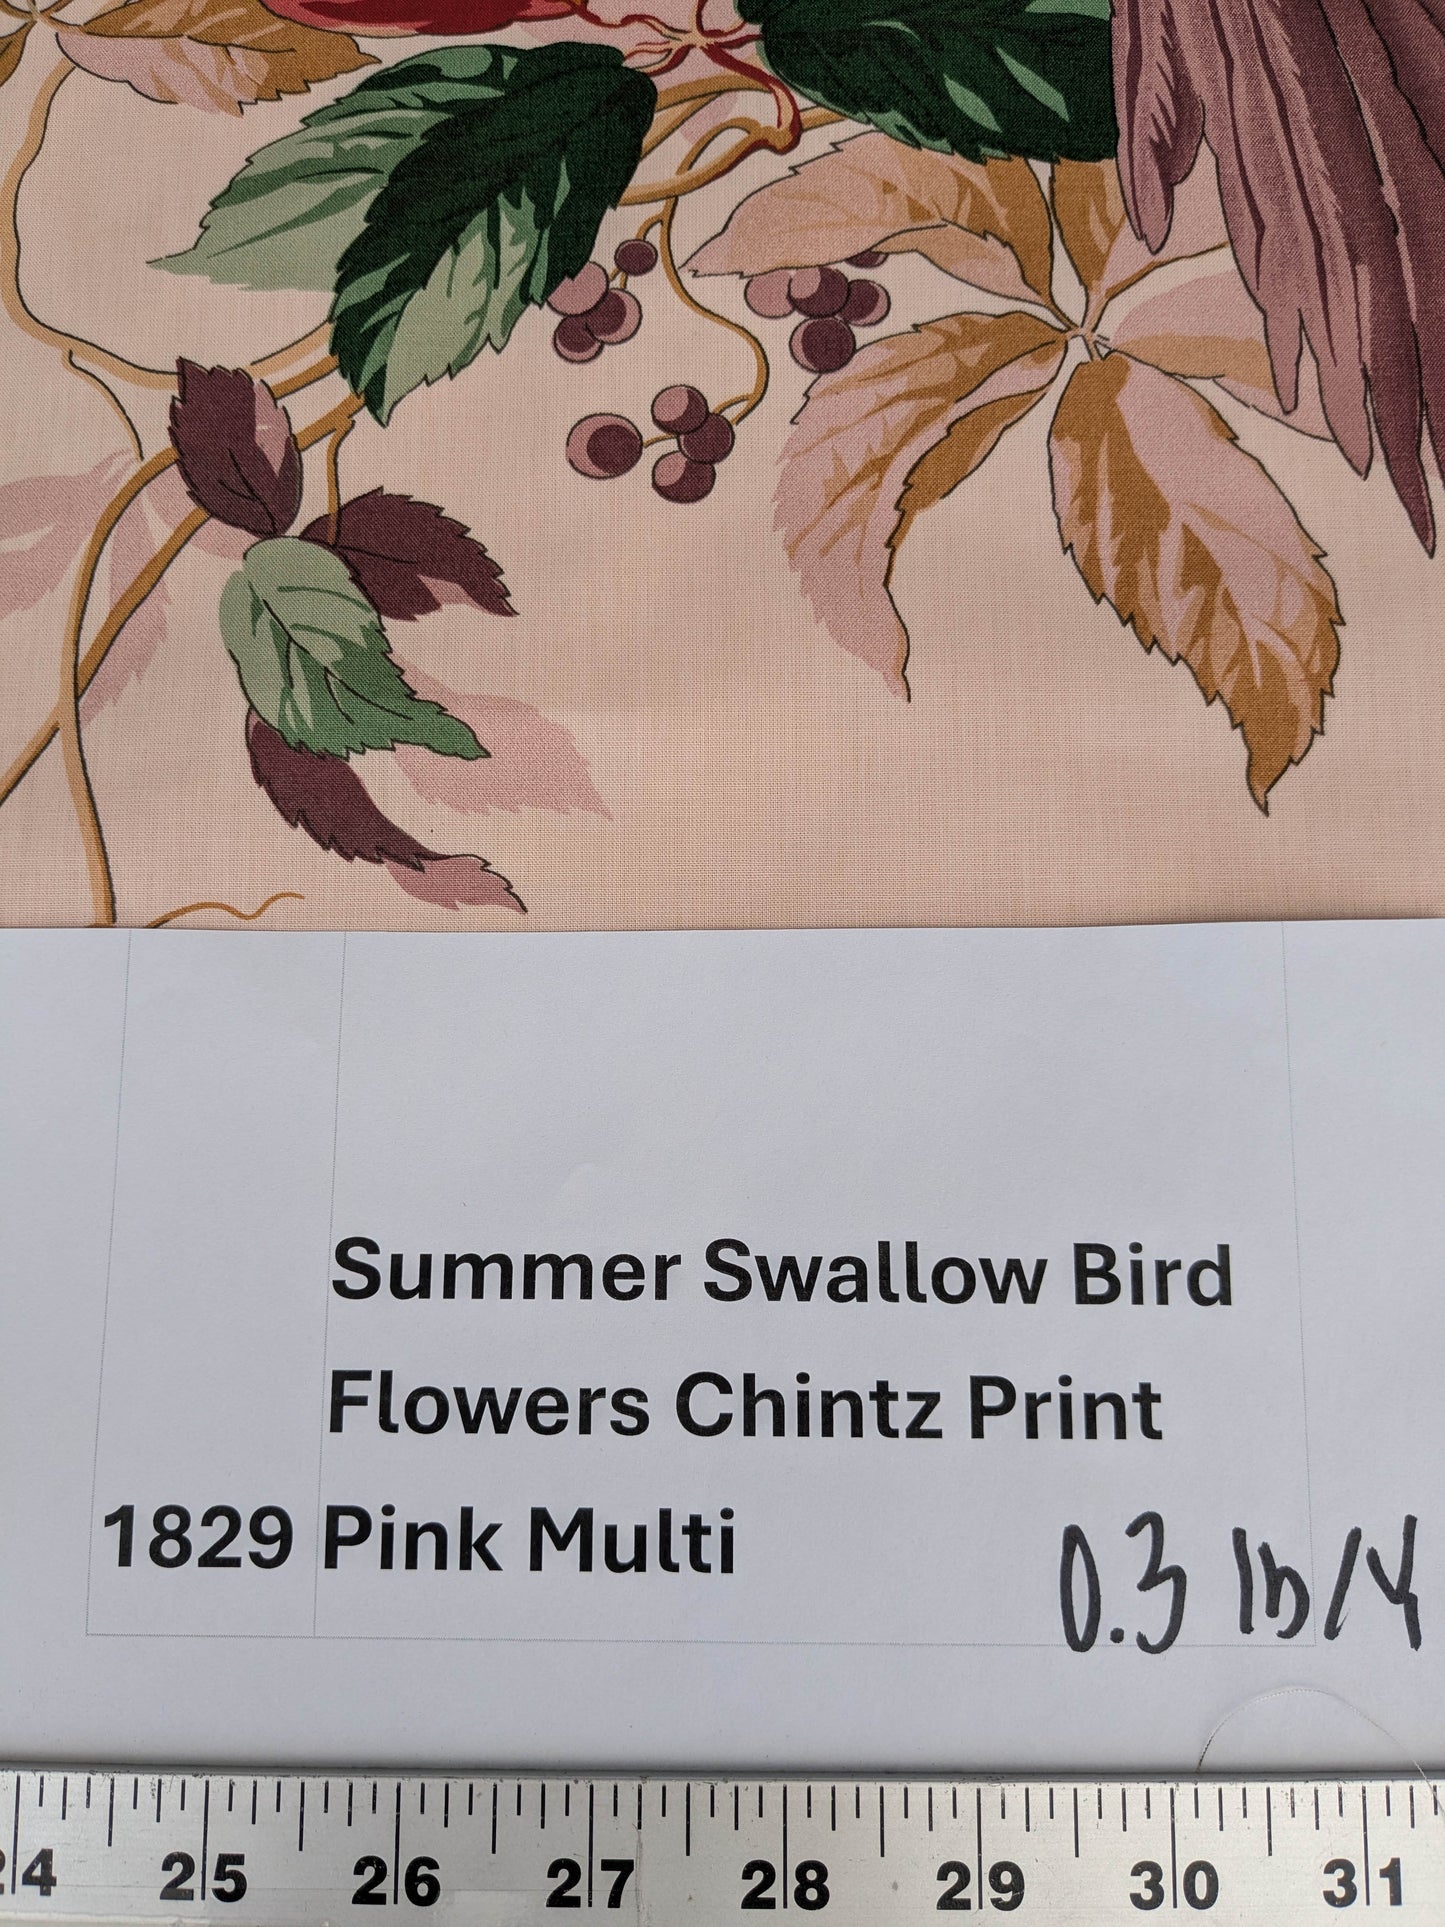 Summer Swallow Bird
Flowers Chintz Print
1829 Pink Multi
0.3 lb/Y
24 25 26 27 28 29 30 31